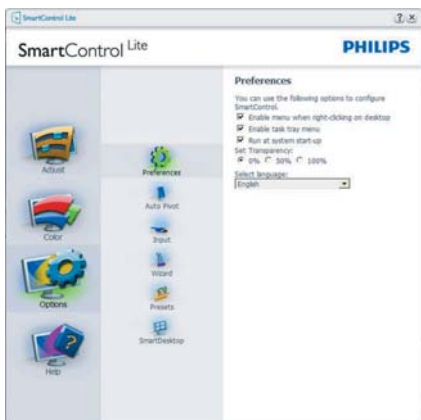 SmartControl Lite
SmartControl Lite
PHILIPS
Adjust
Color
Options
Help
Preferences
Auto Pivot
Input
Wizard
Presets
SmartDesktop
Preferences
You can use the following options to configure
SmartControl.
Enable menu when right-clicking on desktop
Enable task tray menu
Run at system start-up
Set Transparency:
0% 50% 100%
Select language:
English